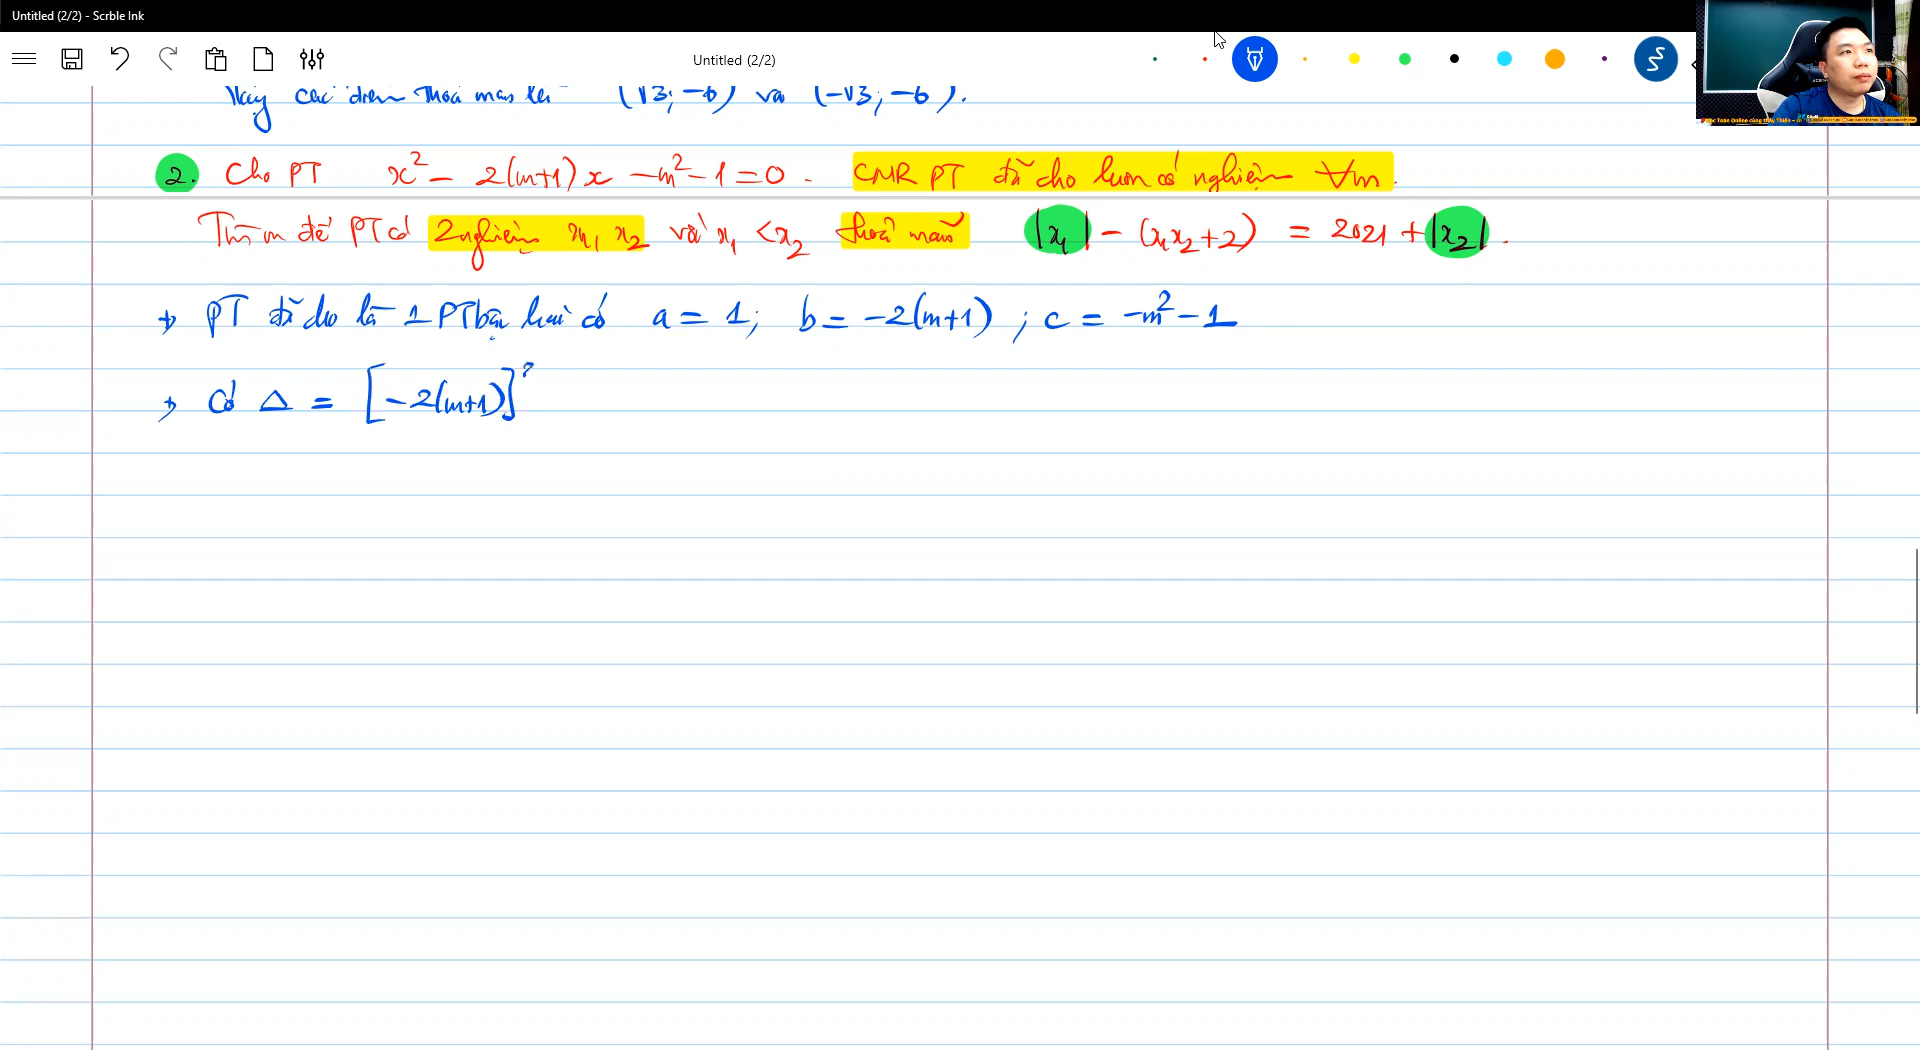 Untitled (2/2) - Scrble Ink
Untitled (2/2)
Vậy các điểm thoả mãn là (√3; -6) và (-√3; -6).
2. Cho PT x² - 2(m+1)x - m² - 1 = 0. CMR PT đã cho luôn có nghiệm ∀m.
Tìm m để PT có 2 nghiệm x₁, x₂ với x₁ < x₂ thoả mãn |x₁| - (x₁x₂+2) = 2021 + |x₂|.
+ PT đã cho là 1 PT bậc hai có a = 1; b = -2(m+1); c = -m² - 1
+ Có Δ = [-2(m+1)]²